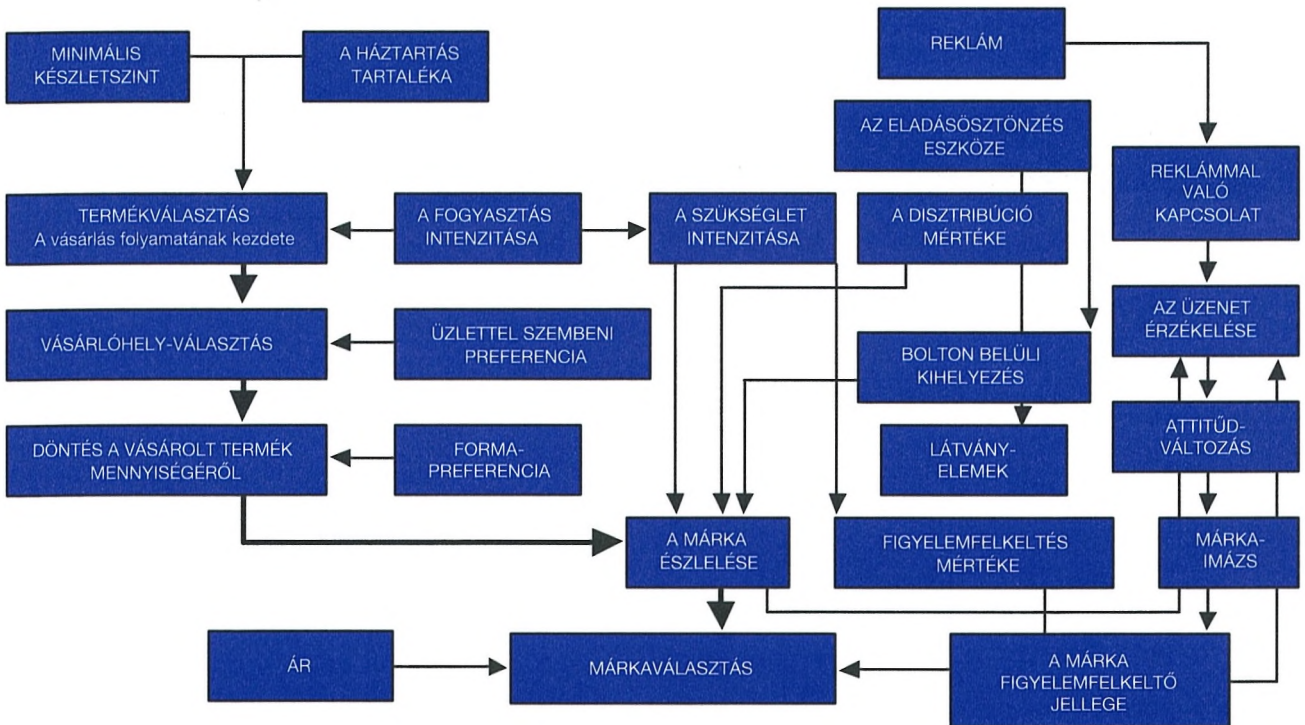 MINIMÁLIS
KÉSZLETSZINT
A HÁZTARTÁS
TARTALÉKA
REKLÁM
AZ ELADÁSÖSZTÖNZÉS
ESZKÖZE
REKLÁMMAL
VALÓ
KAPCSOLAT
TERMÉKVÁLASZTÁS
A vásárlás folyamatának kezdete
A FOGYASZTÁS
INTENZITÁSA
A SZÜKSÉGLET
INTENZITÁSA
A DISZTRIBÚCIÓ
MÉRTÉKE
AZ ÜZENET
ÉRZÉKELÉSE
VÁSÁRLÓHELY-VÁLASZTÁS
ÜZLETTEL SZEMBENI
PREFERENCIA
BOLTON BELÜLI
KIHELYEZÉS
ATTITŰD-
VÁLTOZÁS
DÖNTÉS A VÁSÁROLT TERMÉK
MENNYISÉGÉRŐL
FORMA-
PREFERENCIA
LÁTVÁNY-
ELEMEK
A MÁRKA
ÉSZLELÉSE
FIGYELEMFELKELTÉS
MÉRTÉKE
MÁRKA-
IMÁZS
ÁR
MÁRKAVÁLASZTÁS
A MÁRKA
FIGYELEMFELKELTŐ
JELLEGE